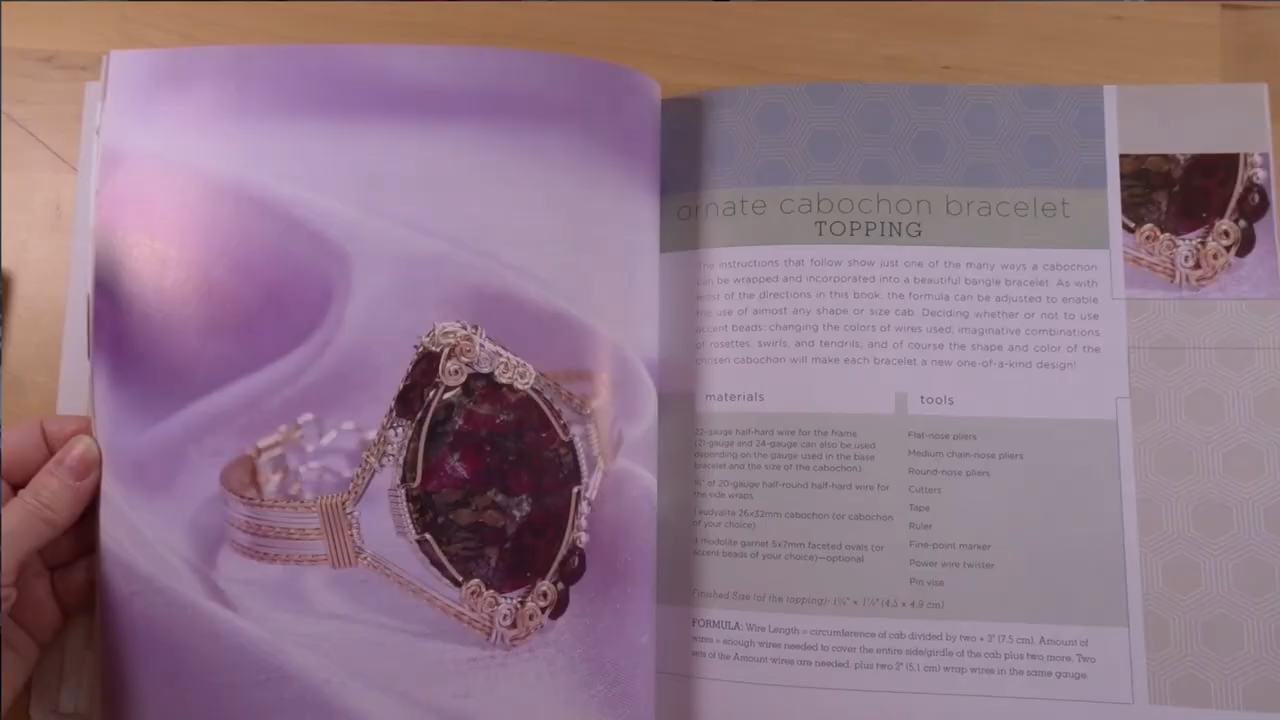 ornate cabochon bracelet
TOPPING
The instructions that follow show just one of the many ways a cabochon
can be wrapped and incorporated into a beautiful bangle bracelet. As with
most of the directions in this book, the formula can be adjusted to enable
the use of almost any shape or size cab. Deciding whether or not to use
accent beads; changing the colors of wires used; imaginative combinations
of rosettes, swirls, and tendrils; and of course the shape and color of the
chosen cabochon will make each bracelet a new one-of-a-kind design!
materials
22-gauge half-hard wire for the frame
(21-gauge and 24-gauge can also be used
depending on the gauge used in the base
bracelet and the size of the cabochon)
of 20-gauge half-round half-hard wire for
the side wraps
1 eudyalite 26x32mm cabochon (or cabochon
of your choice)
rhodolite garnet 5x7mm faceted ovals (or
accent beads of your choice)—optional
tools
Flat-nose pliers
Medium chain-nose pliers
Round-nose pliers
Cutters
Tape
Ruler
Fine-point marker
Power wire twister
Pin vise
Finished Size (of the topping): (4.5 x 4.9 cm)
FORMULA: Wire Length = circumference of cab divided by two + 3" (7.5 cm). Amount of
wires = enough wires needed to cover the entire side/girdle of the cab plus two more. Two
sets of the Amount wires are needed, plus two 2" (5.1 cm) wrap wires in the same gauge.